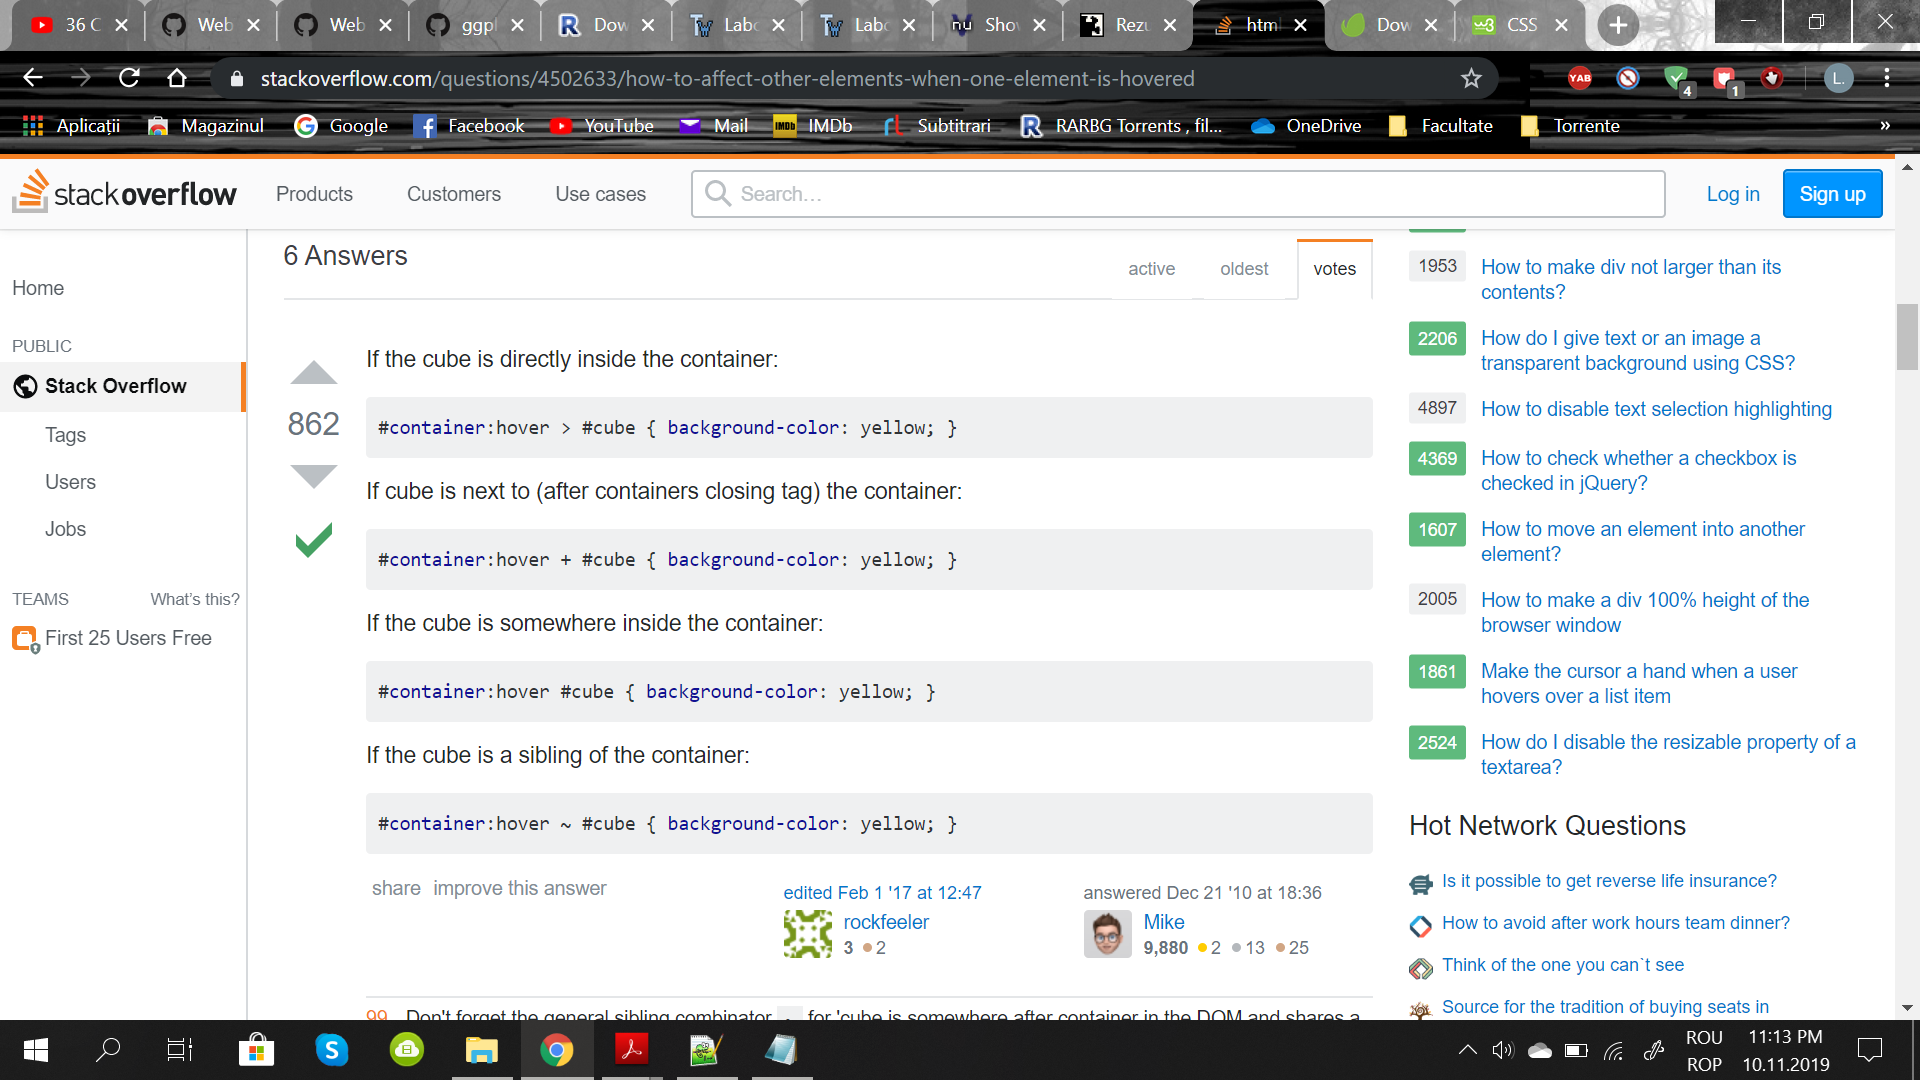 36 C
Web
Web
ggpl
Dow
Labo
Labo
Show
Rezu
html
Dow
CSS
stackoverflow.com/questions/4502633/how-to-affect-other-elements-when-one-element-is-hovered
YAB
4
1
L.
Aplicații
Magazinul
Google
Facebook
YouTube
Mail
IMDb
Subtitrari
RARBG Torrents , fil...
OneDrive
Facultate
Torrente
»
stackoverflow
Products
Customers
Use cases
Search…
Log in
Sign up
Home
PUBLIC
Stack Overflow
Tags
Users
Jobs
TEAMS
What's this?
First 25 Users Free
6 Answers
active
oldest
votes
862
If the cube is directly inside the container:
#container:hover > #cube { background-color: yellow; }
If cube is next to (after containers closing tag) the container:
#container:hover + #cube { background-color: yellow; }
If the cube is somewhere inside the container:
#container:hover #cube { background-color: yellow; }
If the cube is a sibling of the container:
#container:hover ~ #cube { background-color: yellow; }
share improve this answer
edited Feb 1 '17 at 12:47
rockfeeler
3 ●2
answered Dec 21 '10 at 18:36
Mike
9,880 ●2 ●13 ●25
99 Don't forget the general sibling combinator ~ for 'cube is somewhere after container in the DOM and shares a
1953 How to make div not larger than its
contents?
2206 How do I give text or an image a
transparent background using CSS?
4897 How to disable text selection highlighting
4369 How to check whether a checkbox is
checked in jQuery?
1607 How to move an element into another
element?
2005 How to make a div 100% height of the
browser window
1861 Make the cursor a hand when a user
hovers over a list item
2524 How do I disable the resizable property of a
textarea?
Hot Network Questions
Is it possible to get reverse life insurance?
How to avoid after work hours team dinner?
Think of the one you can`t see
Source for the tradition of buying seats in
ROU
ROP
11:13 PM
10.11.2019